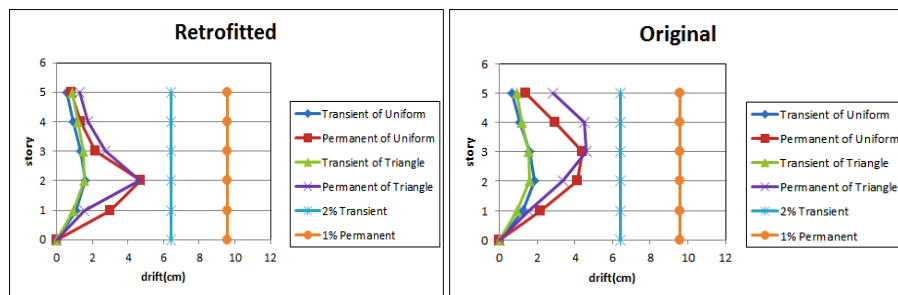 Retrofitted
6
5
4
3
2
1
0
story
0 2 4 6 8 10 12
drift(cm)
Transient of Uniform
Permanant of Uniform
Transient of Triangle
Permanent of Triangle
2% Transient
1% Permanent
Original
6
5
4
3
2
1
0
story
0 2 4 6 8 10 12
drift(cm)
Transient of Uniform
Permanant of Uniform
Transient of Triangle
Permanent of Triangle
2% Transient
1% Permanent